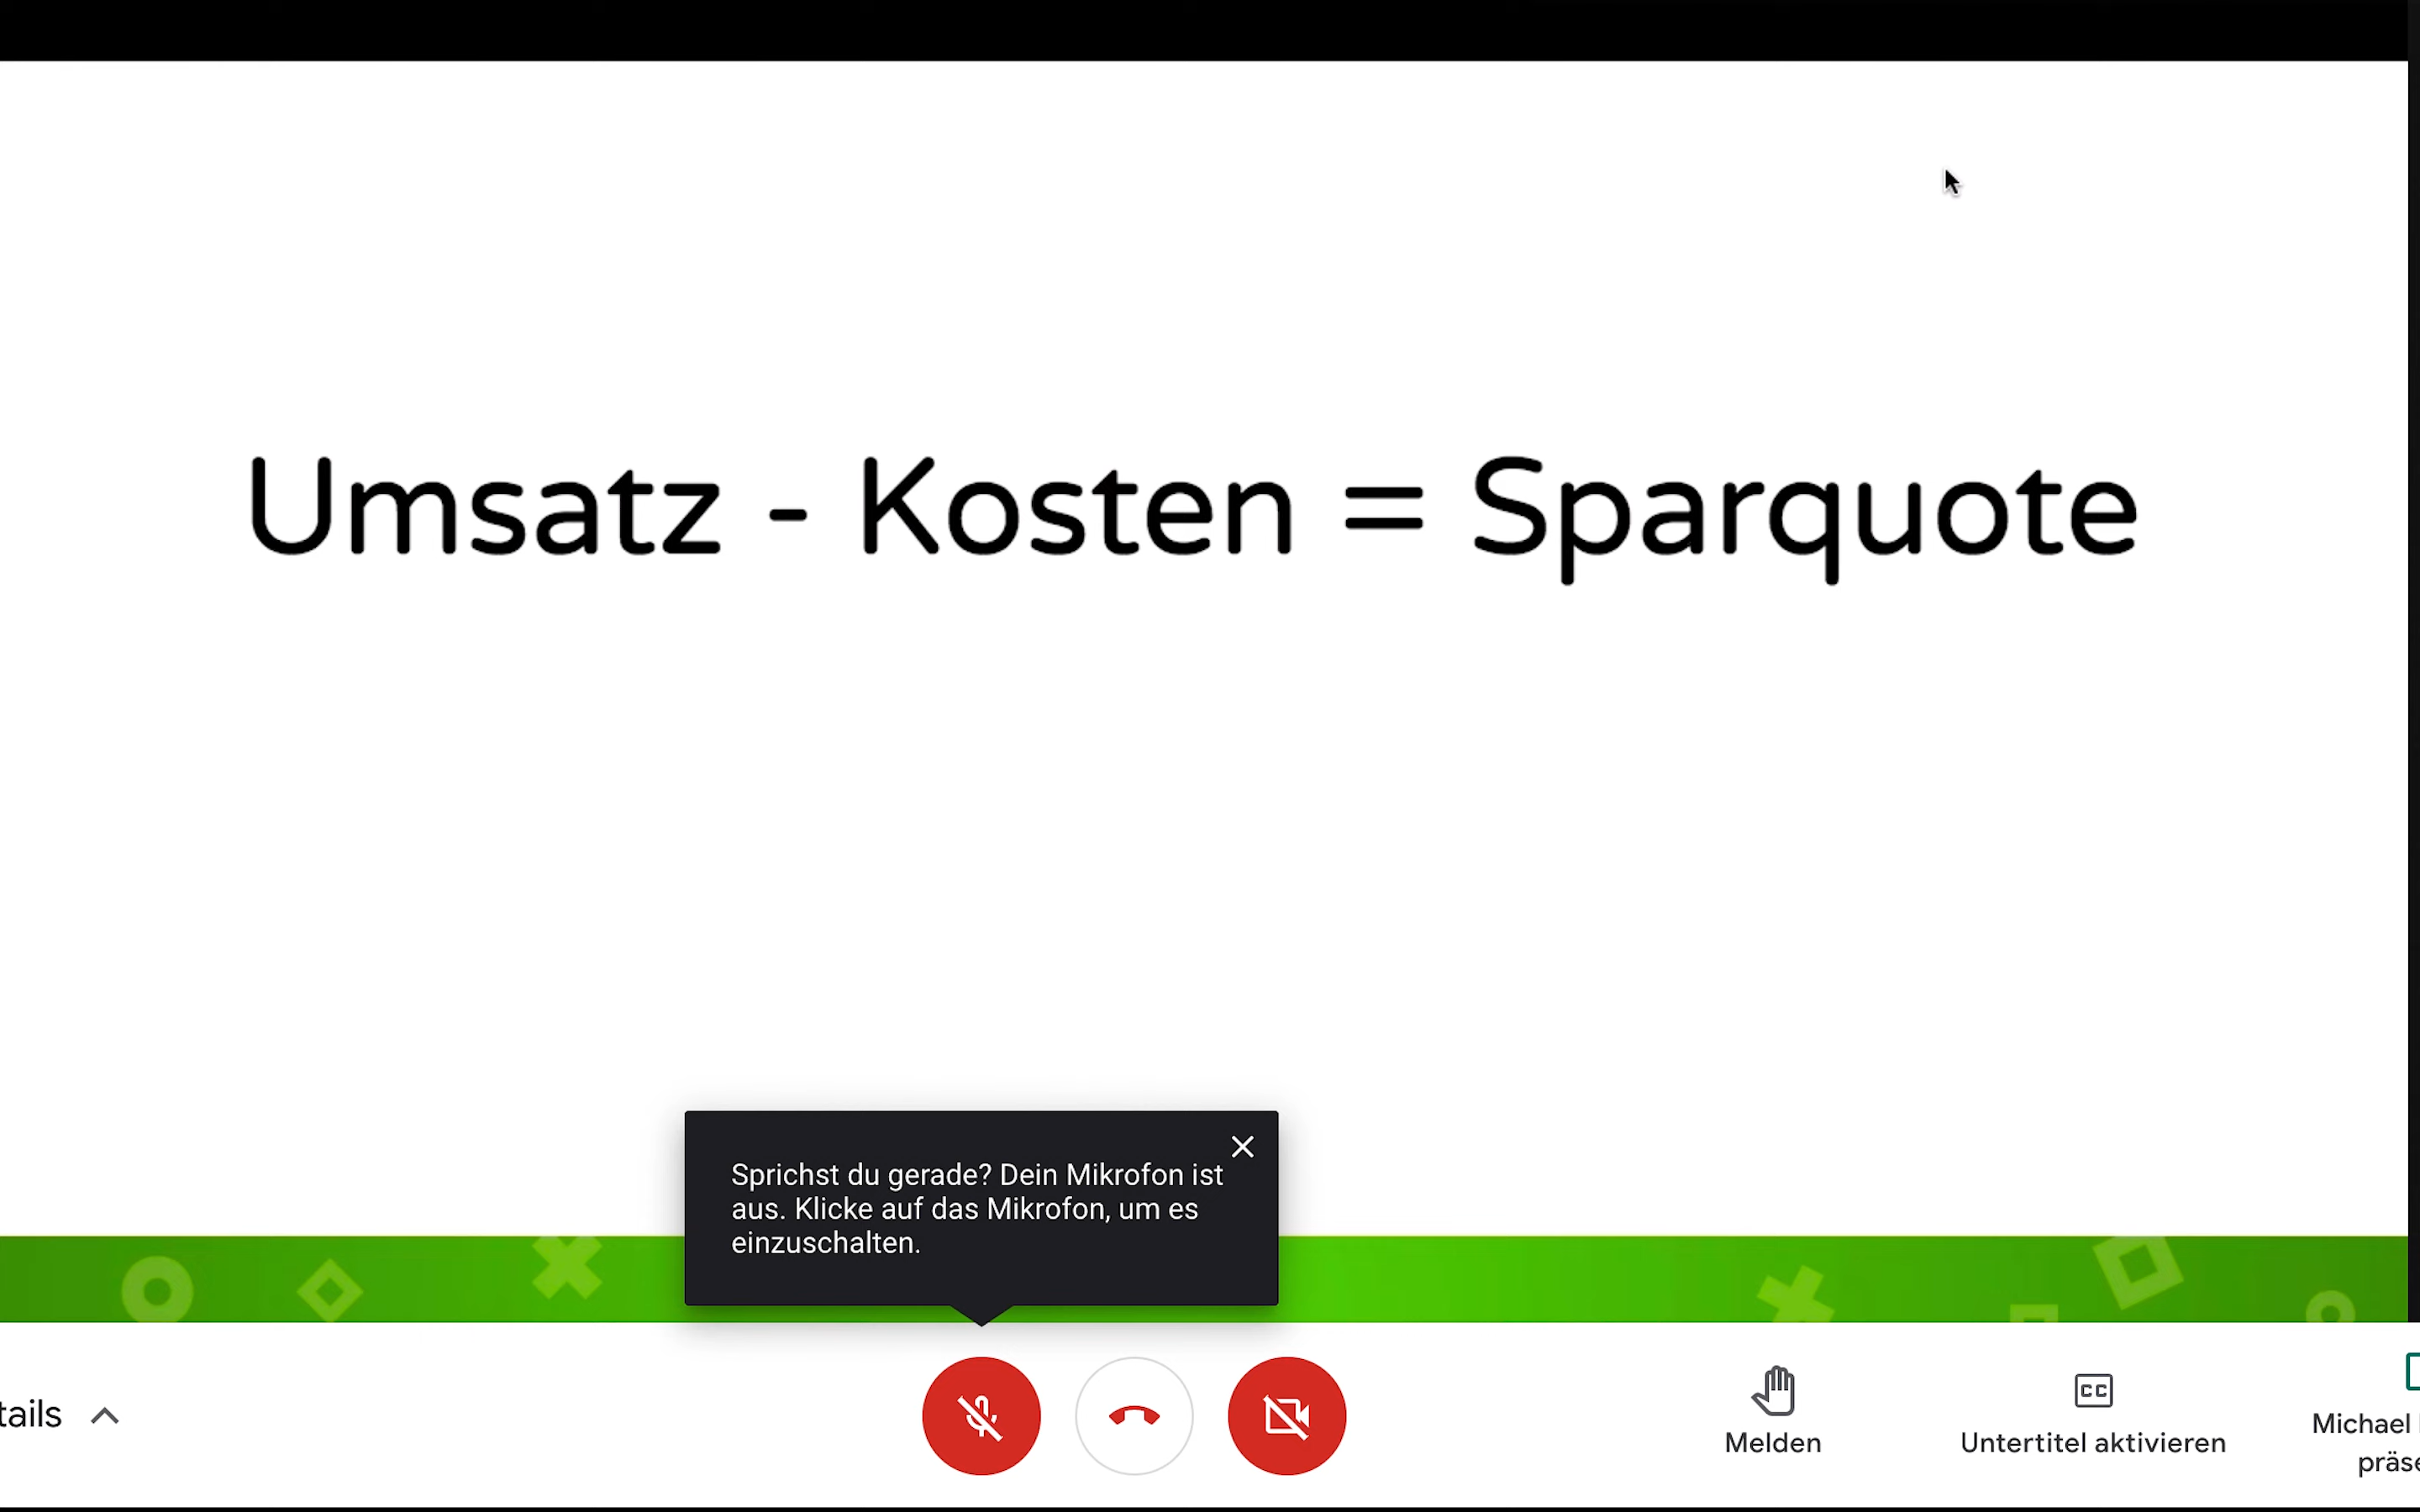 Umsatz - Kosten = Sparquote
Sprichst du gerade? Dein Mikrofon ist
aus. Klicke auf das Mikrofon, um es
einzuschalten.
tails
Melden
CC
Untertitel aktivieren
Michael
präse